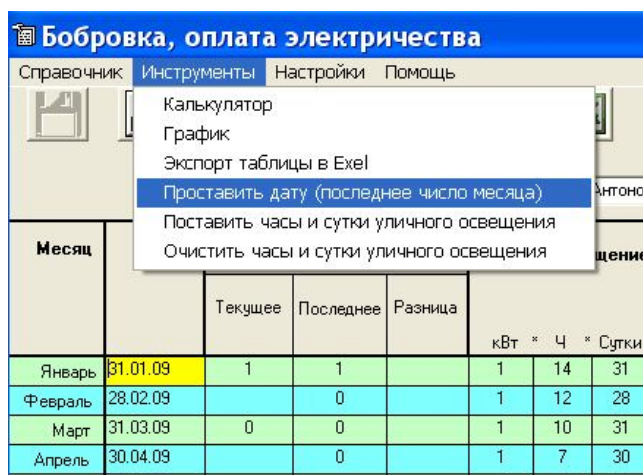 Бобровка, оплата электричества
Справочник Инструменты Настройки Помощь
Калькулятор
График
Экспорт таблицы в Exel
Проставить дату (последнее число месяца)
Поставить часы и сутки уличного освещения
Очистить часы и сутки уличного освещения
Антоно
Месяц щение
Текущее Последнее Разница
кВт * Ч * Сутки
Январь 31.01.09 1 1 1 14 31
Февраль 28.02.09 0 1 12 28
Март 31.03.09 0 0 1 10 31
Апрель 30.04.09 0 1 7 30